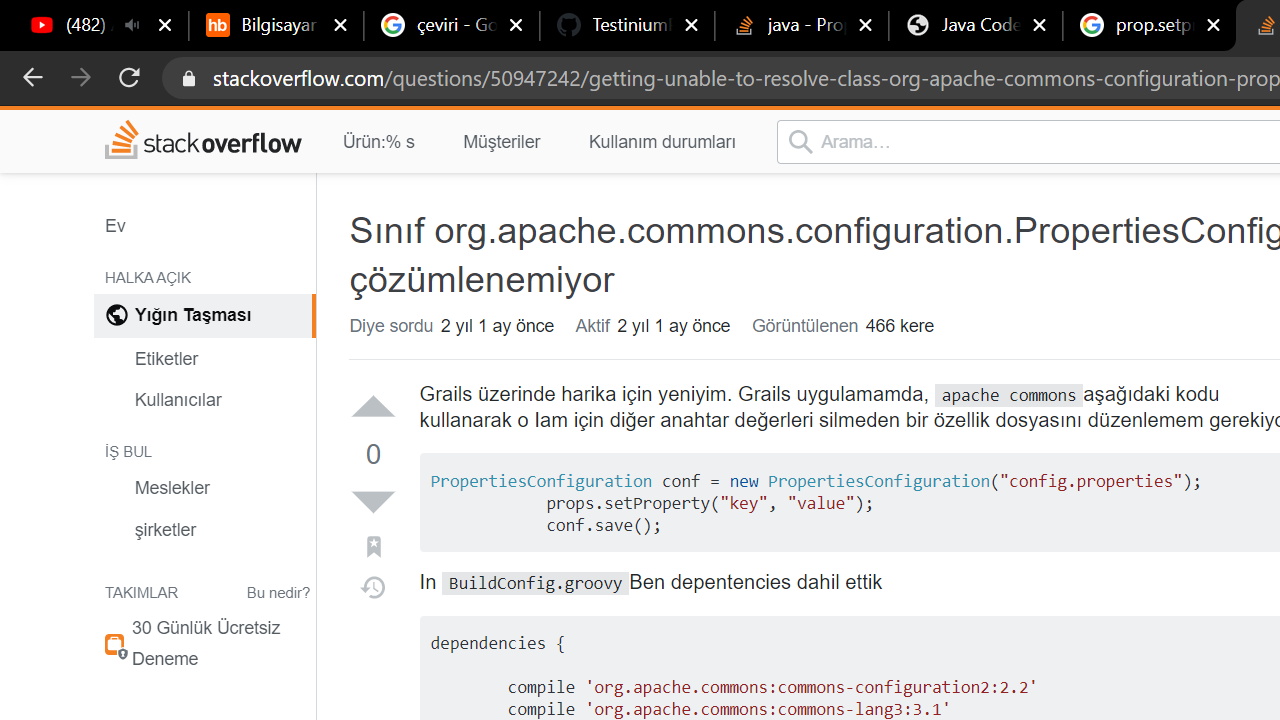 (482)
Bilgisayar
çeviri - Go
Testinium
java - Prop
Java Code
prop.setp
stackoverflow.com/questions/50947242/getting-unable-to-resolve-class-org-apache-commons-configuration-prop
stackoverflow
Ürün:% s
Müşteriler
Kullanım durumları
Arama…
Ev
HALKA AÇIK
Yığın Taşması
Etiketler
Kullanıcılar
İŞ BUL
Meslekler
şirketler
TAKIMLAR
Bu nedir?
30 Günlük Ücretsiz
Deneme
Sınıf org.apache.commons.configuration.PropertiesConfig
çözümlenemiyor
Diye sordu 2 yıl 1 ay önce Aktif 2 yıl 1 ay önce Görüntülenen 466 kere
0
Grails üzerinde harika için yeniyim. Grails uygulamamda, apache commons aşağıdaki kodu
kullanarak o Iam için diğer anahtar değerleri silmeden bir özellik dosyasını düzenlemem gerekiyo
PropertiesConfiguration conf = new PropertiesConfiguration("config.properties");
props.setProperty("key", "value");
conf.save();
In BuildConfig.groovy Ben depentencies dahil ettik
dependencies {
compile 'org.apache.commons:commons-configuration2:2.2'
compile 'org.apache.commons:commons-lang3:3.1'